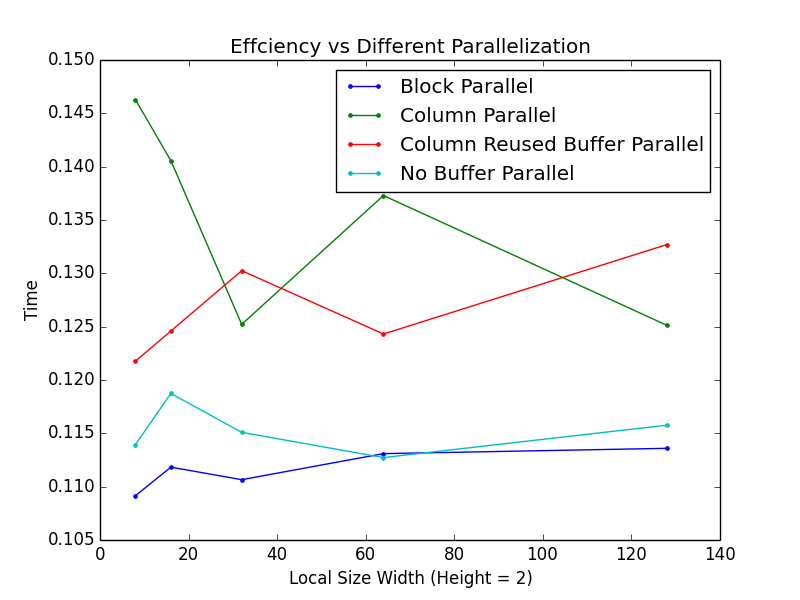 Effciency vs Different Parallelization
0.150
0.145
0.140
0.135
0.130
0.125
0.120
0.115
0.110
0.105
Time
Block Parallel
Column Parallel
Column Reused Buffer Parallel
No Buffer Parallel
0 20 40 60 80 100 120 140
Local Size Width (Height = 2)